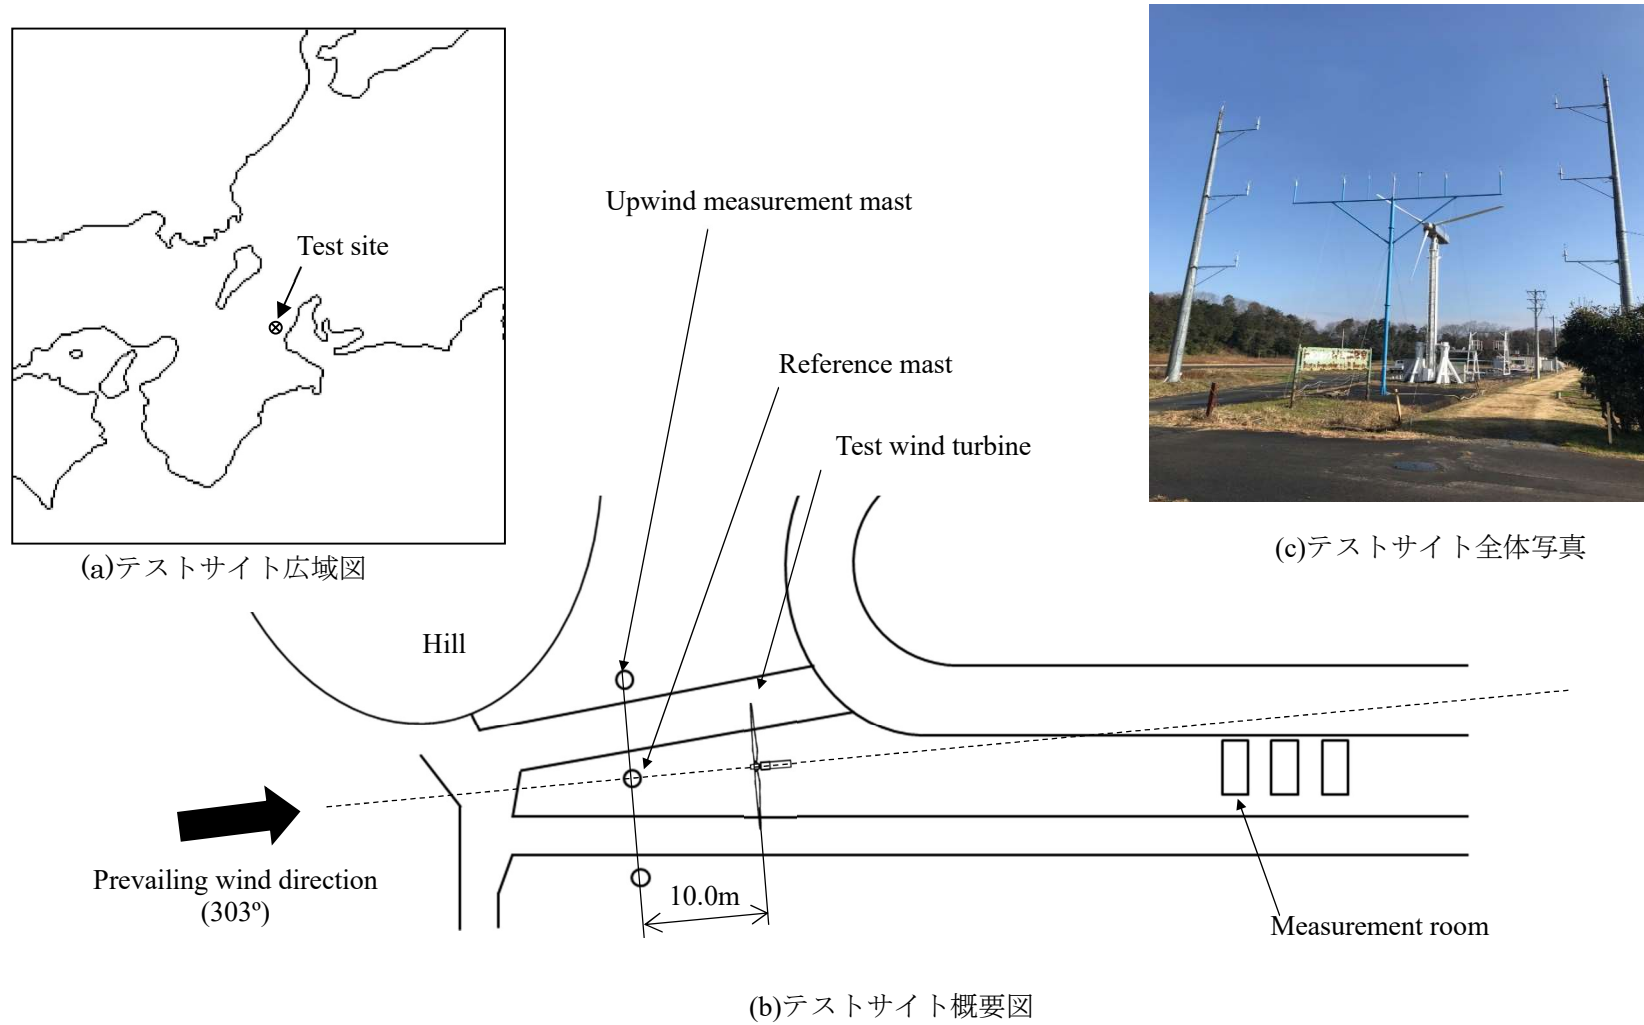 Test site
(a)テストサイト広域図
Upwind measurement mast
Reference mast
Test wind turbine
(c)テストサイト全体写真
Hill
Prevailing wind direction
(303º)
10.0m
Measurement room
(b)テストサイト概要図